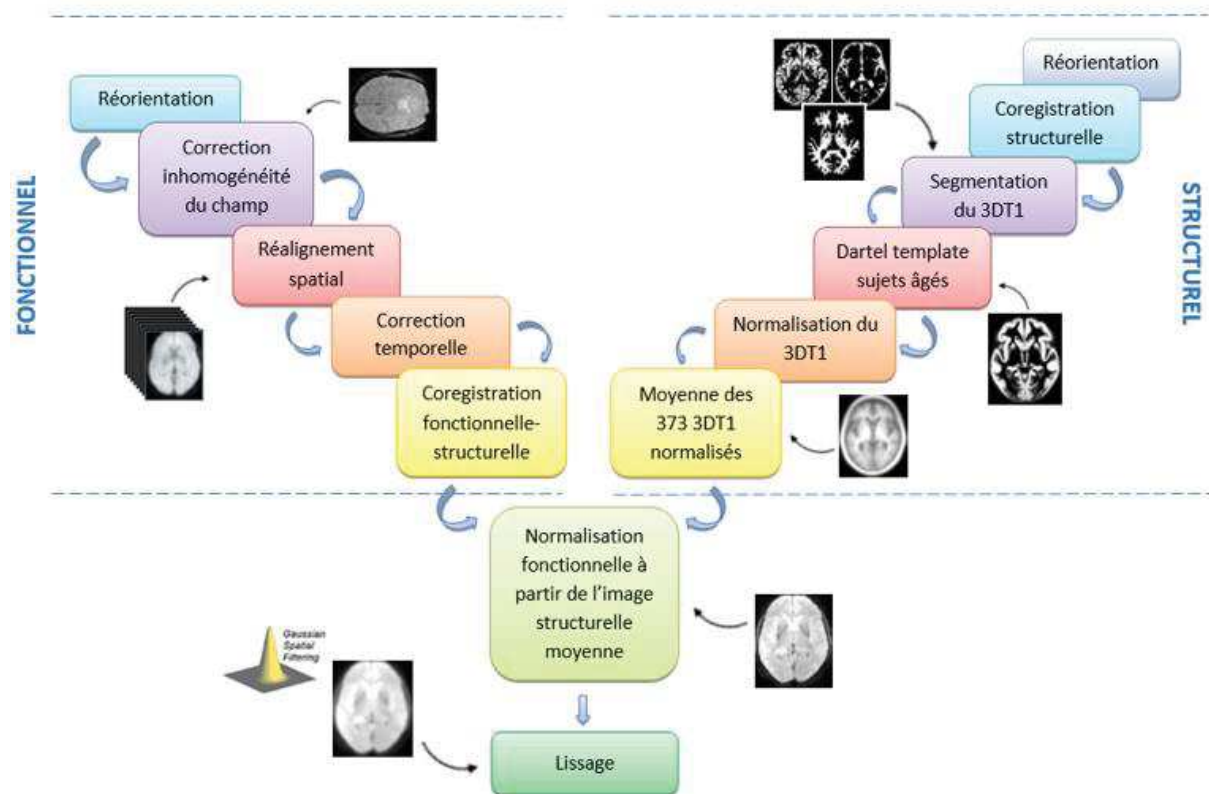 FONCTIONNEL
Réorientation
Correction
inhomogénéité
du champ
Réalignement
spatial
Correction
temporelle
Coregistration
fonctionnelle-
structurelle
STRUCTUREL
Réorientation
Coregistration
structurelle
Segmentation
du 3DT1
Dartel template
sujets âgés
Normalisation du
3DT1
Moyenne des
373 3DT1
normalisés
Normalisation
fonctionnelle à
partir de l'image
structurelle
moyenne
Gaussian
Spatial
Filtering
Lissage